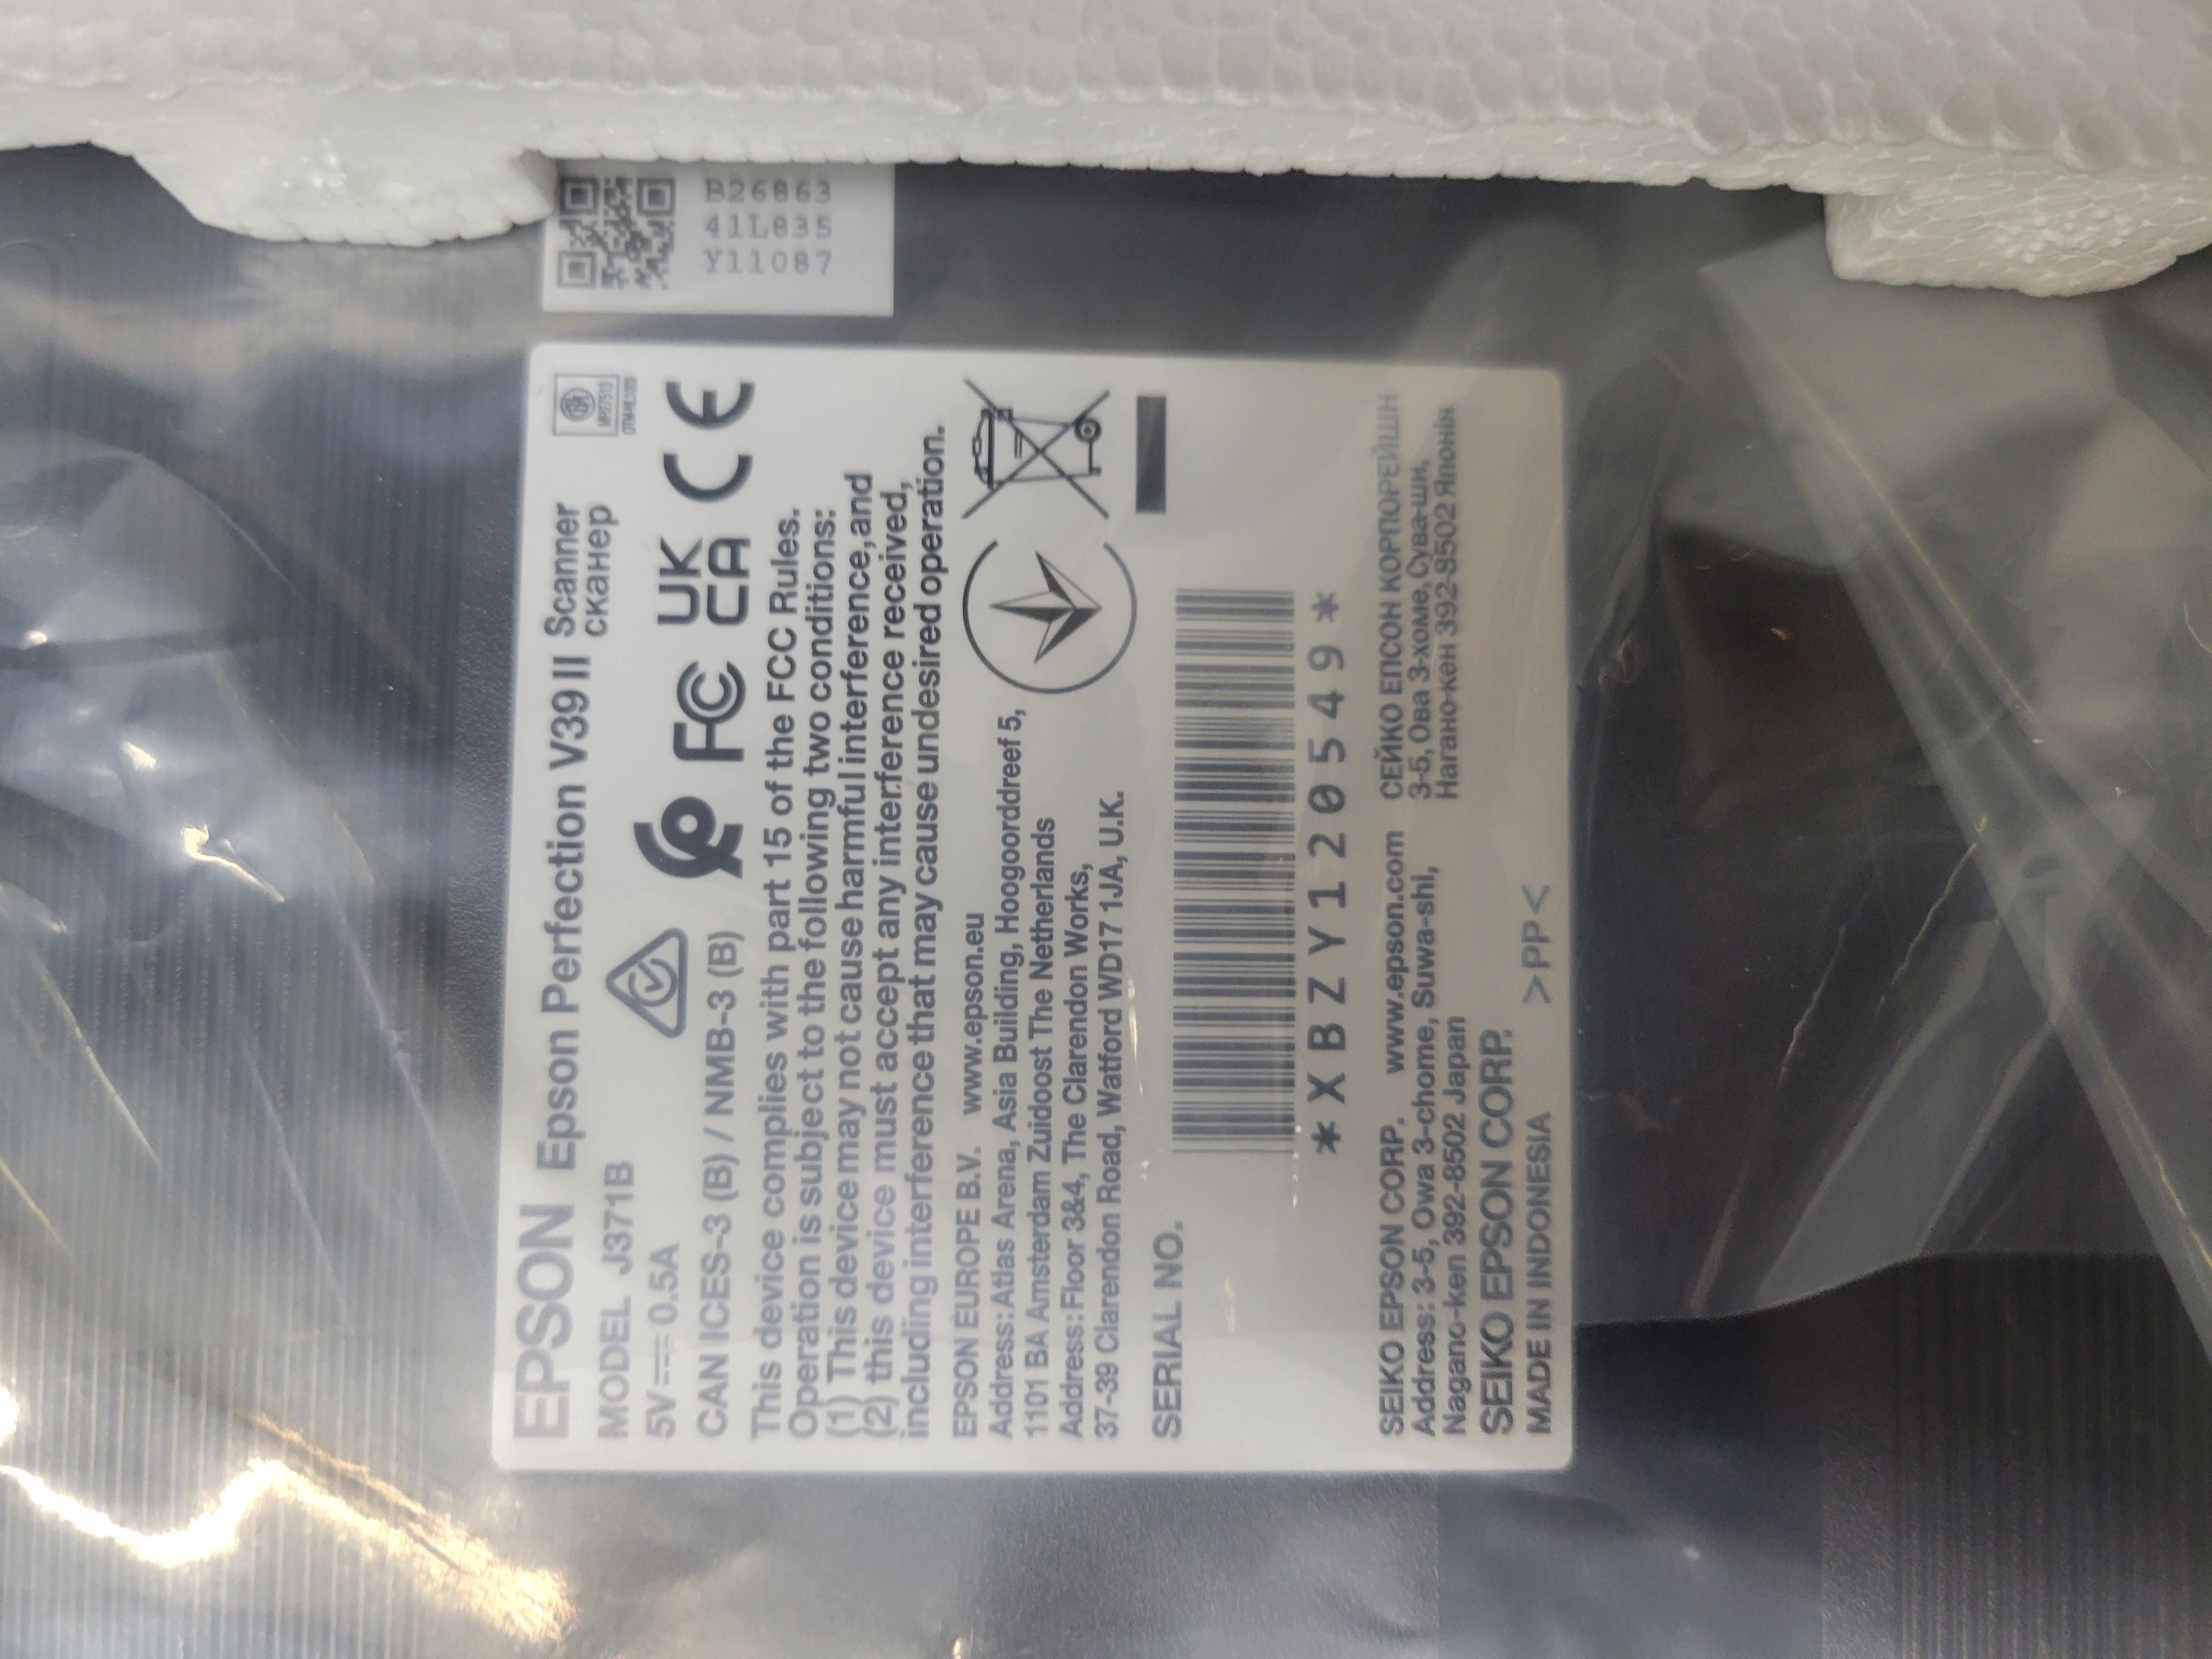 EPSON Epson Perfection V39II Scanner
сканер
MODEL J371B
5V⎓0.5A
CAN ICES-3 (B) / NMB-3 (B)
FC UK CA CE
This device complies with part 15 of the FCC Rules.
Operation is subject to the following two conditions:
(1) This device may not cause harmful interference,and
(2) this device must accept any interference received,
including interference that may cause undesired operation.
EPSON EUROPE B.V. www.epson.eu
Address: Atlas Arena, Asia Building, Hoogoorddreef 5,
1101 BA Amsterdam Zuidoost The Netherlands
Address: Floor 3&4, The Clarendon Works,
37-39 Clarendon Road, Watford WD17 1JA, U.K.
SERIAL NO.
*XBZY120549*
SEIKO EPSON CORP. www.epson.com
Address: 3-5, Owa 3-chome, Suwa-shi,
Nagano-ken 392-8502 Japan
СЕЙКО ЕПСОН КОРПОРЕЙШН
3-5, Ова 3-хоме, Сува-ши,
Нагано-кен 392-8502 Японія
SEIKO EPSON CORP.
MADE IN INDONESIA >PP<
B26863
41L835
Y11087